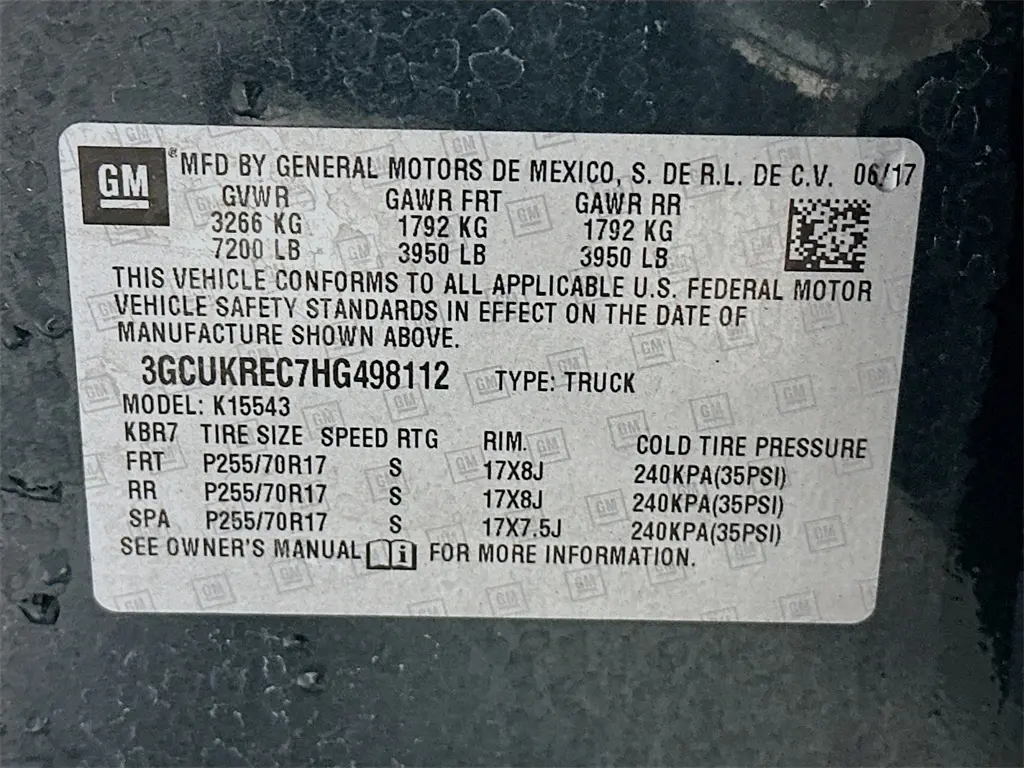 GM ® MFD BY GENERAL MOTORS DE MEXICO, S. DE R.L. DE C.V. 06/17
GVWR GAWR FRT GAWR RR
3266 KG 1792 KG 1792 KG
7200 LB 3950 LB 3950 LB
THIS VEHICLE CONFORMS TO ALL APPLICABLE U.S. FEDERAL MOTOR
VEHICLE SAFETY STANDARDS IN EFFECT ON THE DATE OF
MANUFACTURE SHOWN ABOVE.
3GCUKREC7HG498112 TYPE: TRUCK
MODEL: K15543
KBR7 TIRE SIZE SPEED RTG RIM. COLD TIRE PRESSURE
FRT P255/70R17 S 17X8J 240KPA(35PSI)
RR P255/70R17 S 17X8J 240KPA(35PSI)
SPA P255/70R17 S 17X7.5J 240KPA(35PSI)
SEE OWNER'S MANUAL i FOR MORE INFORMATION.